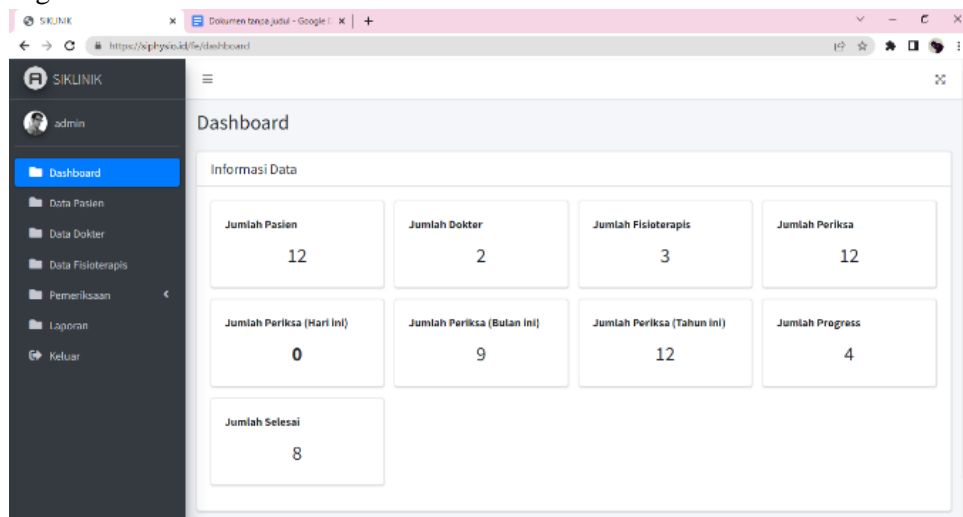 SIKLINIK
Dokumen tanpa judul - Google
https://siphysio.id/fe/dashboard
SIKLINIK
admin
Dashboard
Data Pasien
Data Dokter
Data Fisioterapis
Pemeriksaan
Laporan
Keluar
Dashboard
Informasi Data
Jumlah Pasien
12
Jumlah Dokter
2
Jumlah Fisioterapis
3
Jumlah Periksa
12
Jumlah Periksa (Hari ini)
0
Jumlah Periksa (Bulan ini)
9
Jumlah Periksa (Tahun ini)
12
Jumlah Progress
4
Jumlah Selesai
8